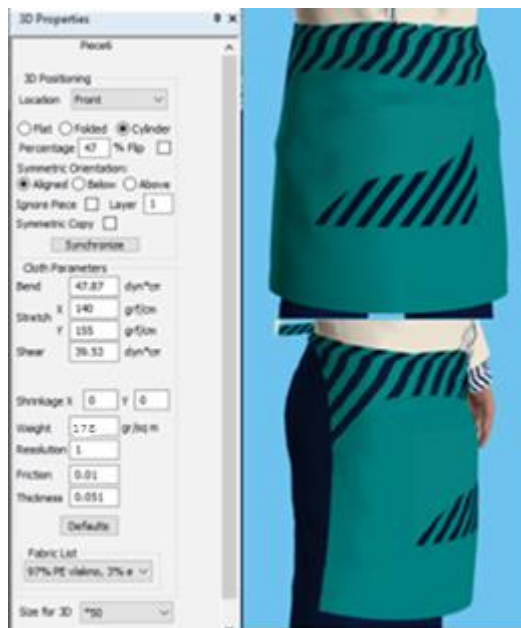 3D Properties
Piece6
3D Positioning
Location Front
Flat Folded Cylinder
Percentage 47 % Flip
Symmetric Orientation:
Aligned Below Above
Ignore Piece Layer 1
Symmetric Copy
Synchronize
Cloth Parameters
Bend 47.87 dyn*cm
Stretch X 140 grf/cm
Y 155 grf/cm
Shear 39.53 dyn*cm
Shrinkage X 0 Y 0
Weight 178 gr/sq m
Resolution 1
Friction 0.01
Thickness 0.051
Defaults
Fabric List
97% PE vlakno, 3% e
Size for 3D *50